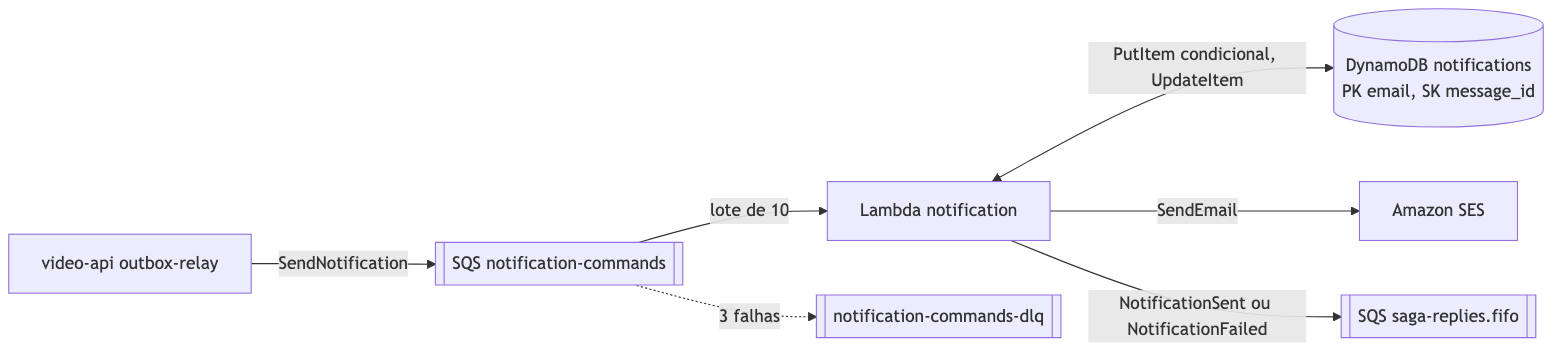 PutItem condicional,
UpdateItem
DynamoDB notifications
PK email, SK message_id
lote de 10
Lambda notification
SendEmail
Amazon SES
video-api outbox-relay
SendNotification
SQS notification-commands
3 falhas
notification-commands-dlq
NotificationSent ou
NotificationFailed
SQS saga-replies.fifo